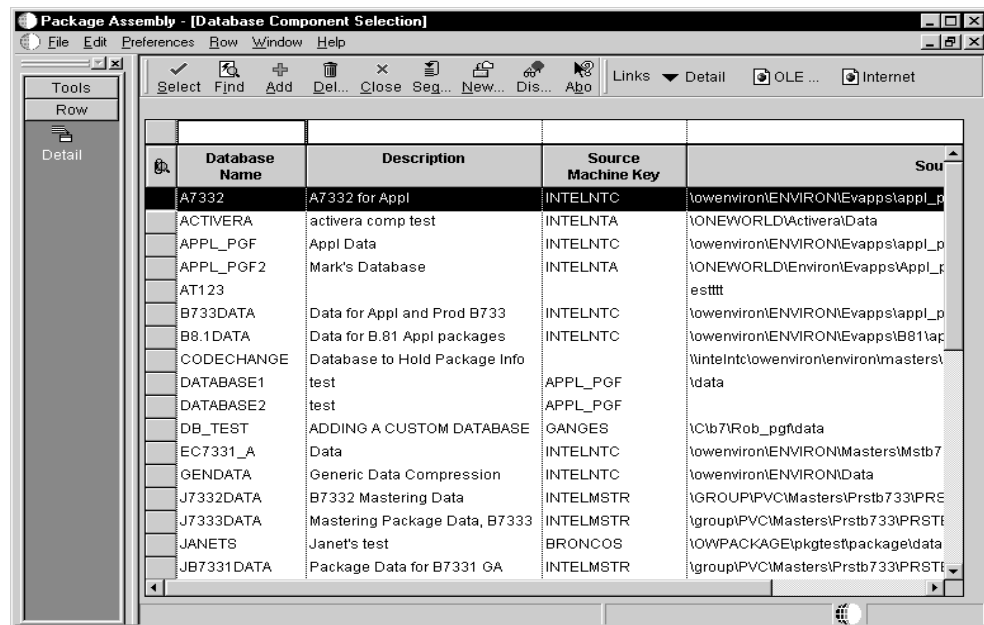 Package Assembly - [Database Component Selection]
File Edit Preferences Row Window Help
Select Find Add Del... Close Seq... New... Dis... Abo Links Detail OLE ... Internet
Tools
Row
Detail
Database Name Description Source Machine Key Sou
A7332 A7332 for Appl INTELNTC \owenviron\ENVIRON\Evapps\appl_p
ACTIVERA activera comp test INTELNTA \ONEWORLD\Activera\Data
APPL_PGF Appl Data INTELNTC \owenviron\ENVIRON\Evapps\appl_p
APPL_PGF2 Mark's Database INTELNTA \ONEWORLD\Environ\Evapps\Appl_p
AT123 estttt
B733DATA Data for Appl and Prod B733 INTELNTC \owenviron\ENVIRON\Evapps\appl_p
B8.1DATA Data for B.81 Appl packages INTELNTC \owenviron\ENVIRON\Evapps\B81\ap
CODECHANGE Database to Hold Package Info \\intelntc\owenviron\environ\masters\
DATABASE1 test APPL_PGF \data
DATABASE2 test APPL_PGF
DB_TEST ADDING A CUSTOM DATABASE GANGES \C\b7\Rob_pgf\data
EC7331_A Data INTELNTC \owenviron\ENVIRON\Masters\Mstb7
GENDATA Generic Data Compression INTELNTC \owenviron\ENVIRON\Data
J7332DATA B7332 Mastering Data INTELMSTR \GROUP\PVC\Masters\Prstb733\PRS
J7333DATA Mastering Package Data, B7333 INTELMSTR \group\PVC\Masters\Prstb733\PRSTB
JANETS Janet's test BRONCOS \OWPACKAGE\pkgtest\package\data
JB7331DATA Package Data for B7331 GA INTELMSTR \group\PVC\Masters\Prstb733\PRSTB